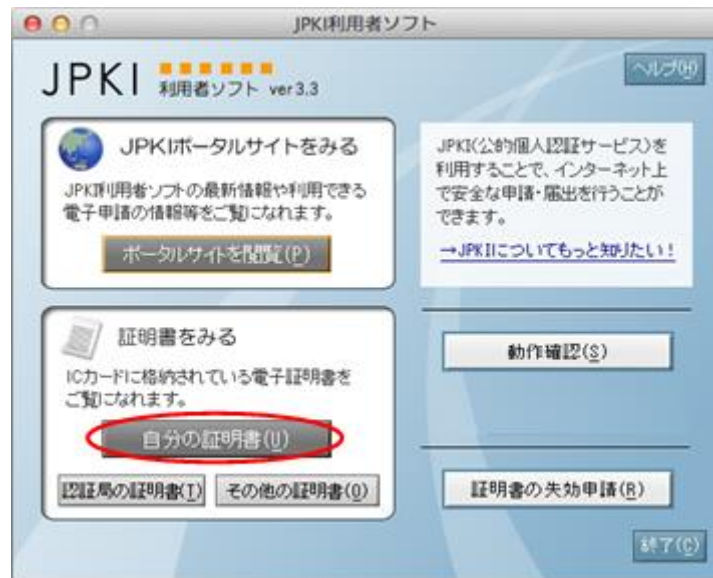 JPKI利用者ソフト
JPKI 利用者ソフト ver3.3
ヘルプ(H)
JPKIポータルサイトをみる
JPKI利用者ソフトの最新情報や利用できる
電子申請の情報等をご覧になれます。
ポータルサイトを閲覧(P)
JPKI(公的個人認証サービス)を
利用することで、インターネット上
で安全な申請・届出を行うことが
できます。
→JPKIについてもっと知りたい!
証明書をみる
ICカードに格納されている電子証明書を
ご覧になれます。
自分の証明書(U)
認証局の証明書(I)
その他の証明書(O)
動作確認(S)
証明書の失効申請(R)
終了(C)